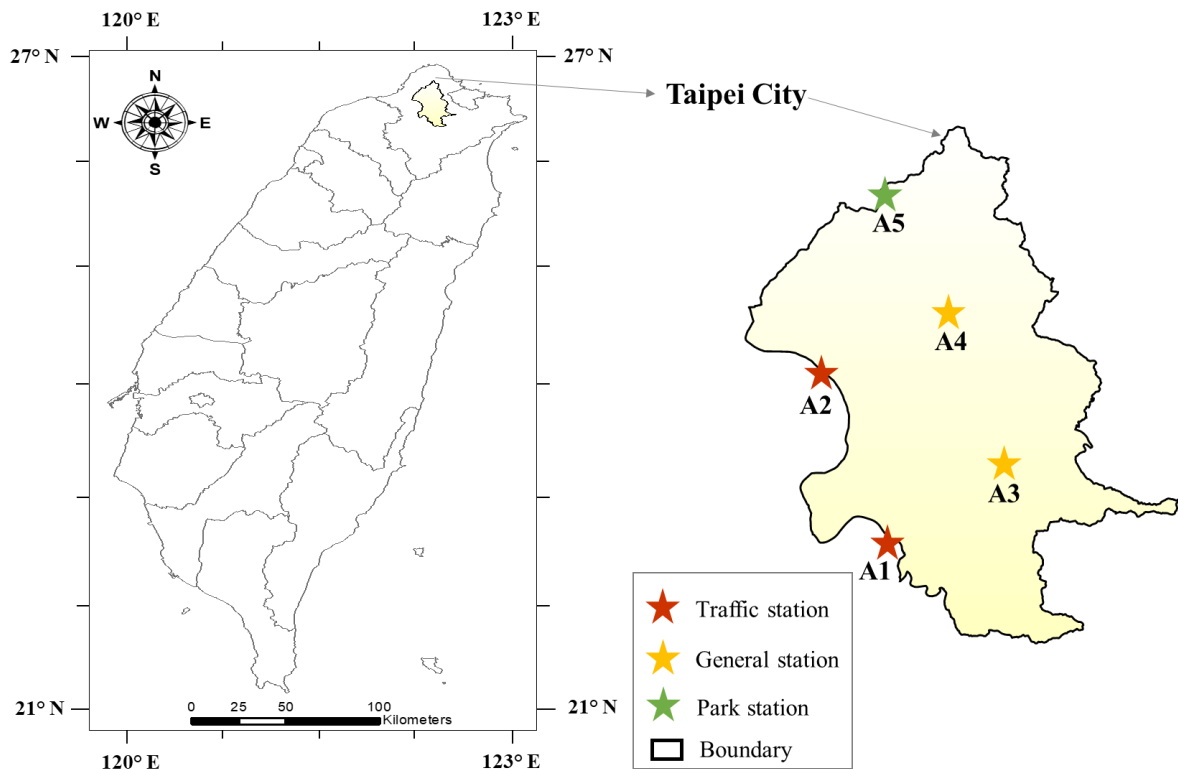 120° E
123° E
27° N
27° N
N
W
E
S
Taipei City
A5
A4
A2
A3
A1
Traffic station
General station
Park station
Boundary
0 25 50 100
Kilometers
21° N
21° N
120° E
123° E